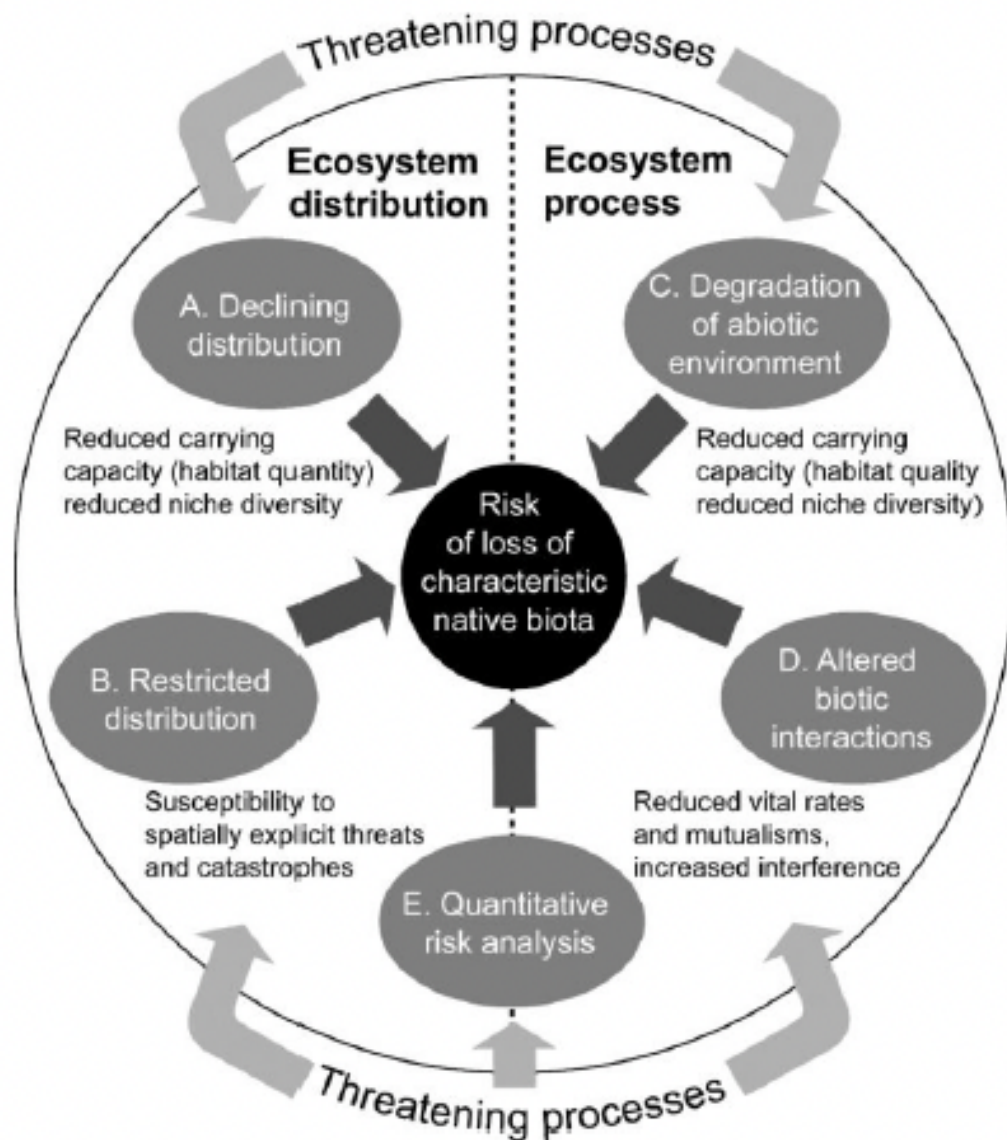 Threatening processes
Ecosystem
distribution
Ecosystem
process
A. Declining
distribution
C. Degradation
of abiotic
environment
Reduced carrying
capacity (habitat quantity)
reduced niche diversity
Reduced carrying
capacity (habitat quality
reduced niche diversity)
Risk
of loss of
characteristic
native biota
B. Restricted
distribution
D. Altered
biotic
interactions
Susceptibility to
spatially explicit threats
and catastrophes
Reduced vital rates
and mutualisms,
increased interference
E. Quantitative
risk analysis
Threatening processes